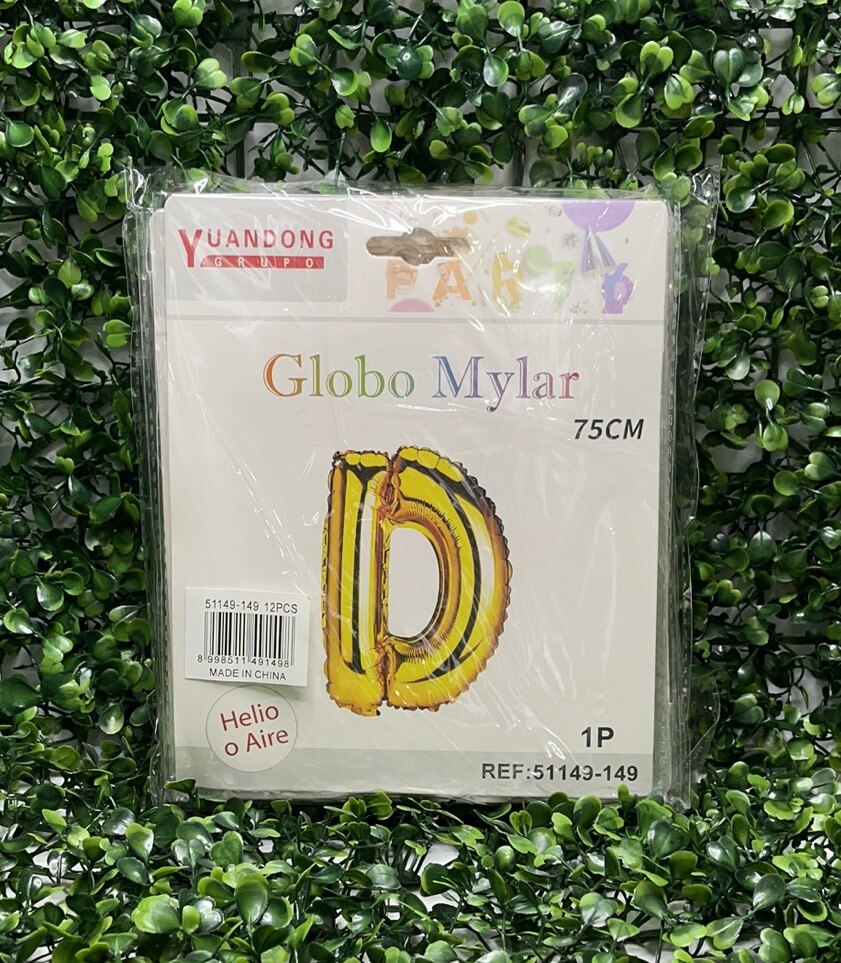 YUANDONG
GRUPO
PARTY
Globo Mylar
75CM
D
51149-149 12PCS
8 998511 491498
MADE IN CHINA
Helio
o Aire
1P
REF:51149-149